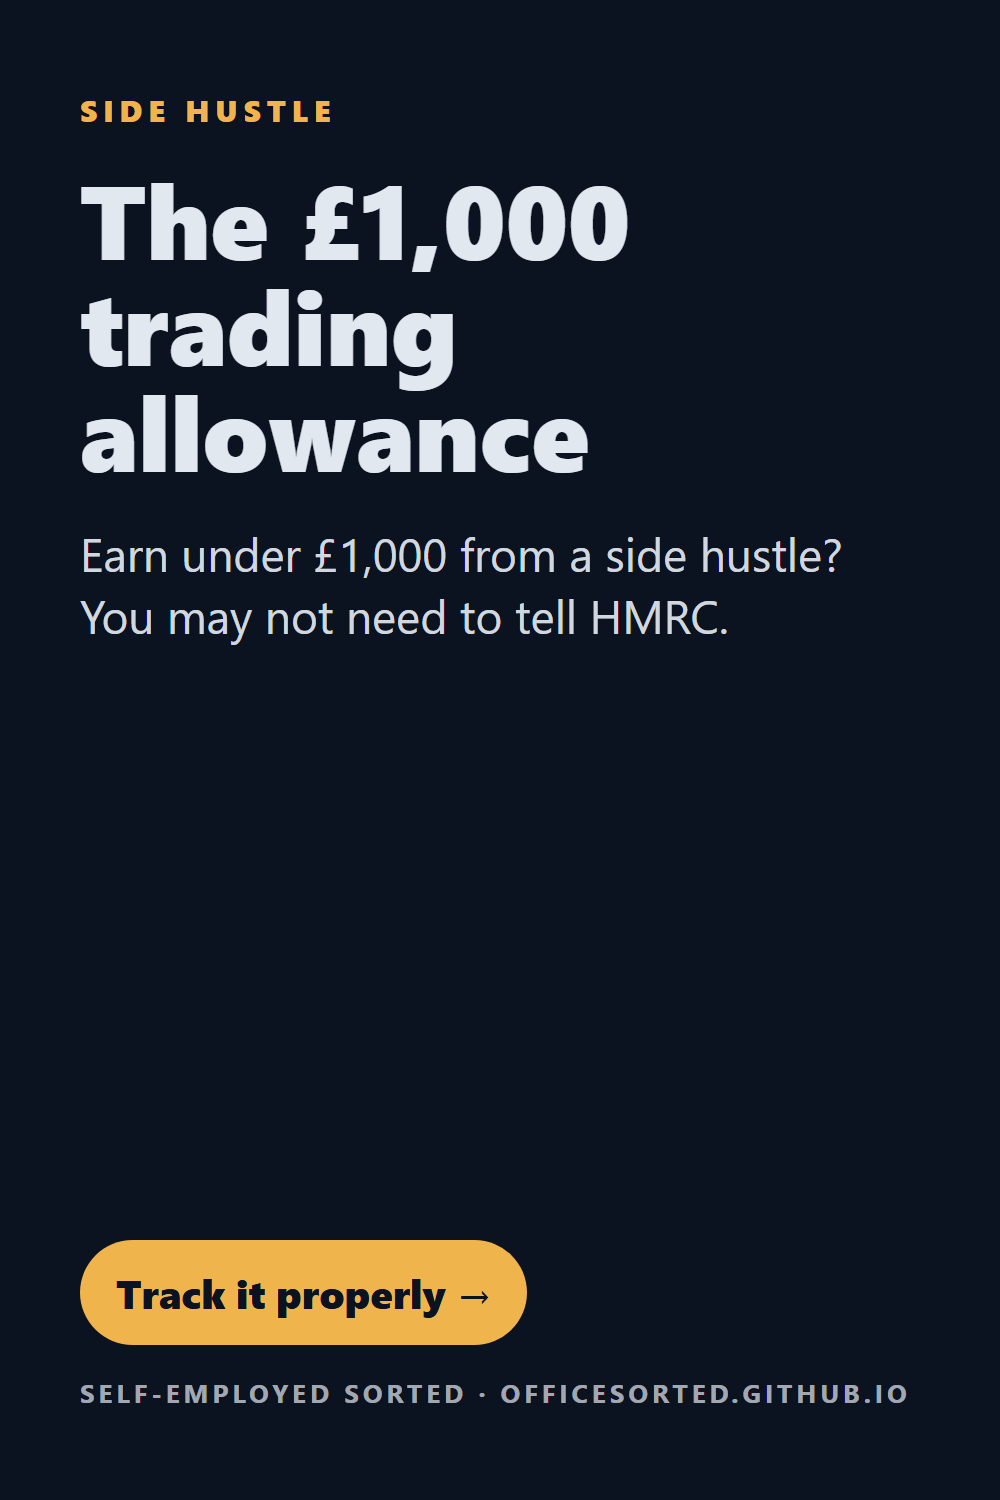 SIDE HUSTLE
The £1,000
trading
allowance
Earn under £1,000 from a side hustle?
You may not need to tell HMRC.
Track it properly →
SELF-EMPLOYED SORTED · OFFICESORTED.GITHUB.IO